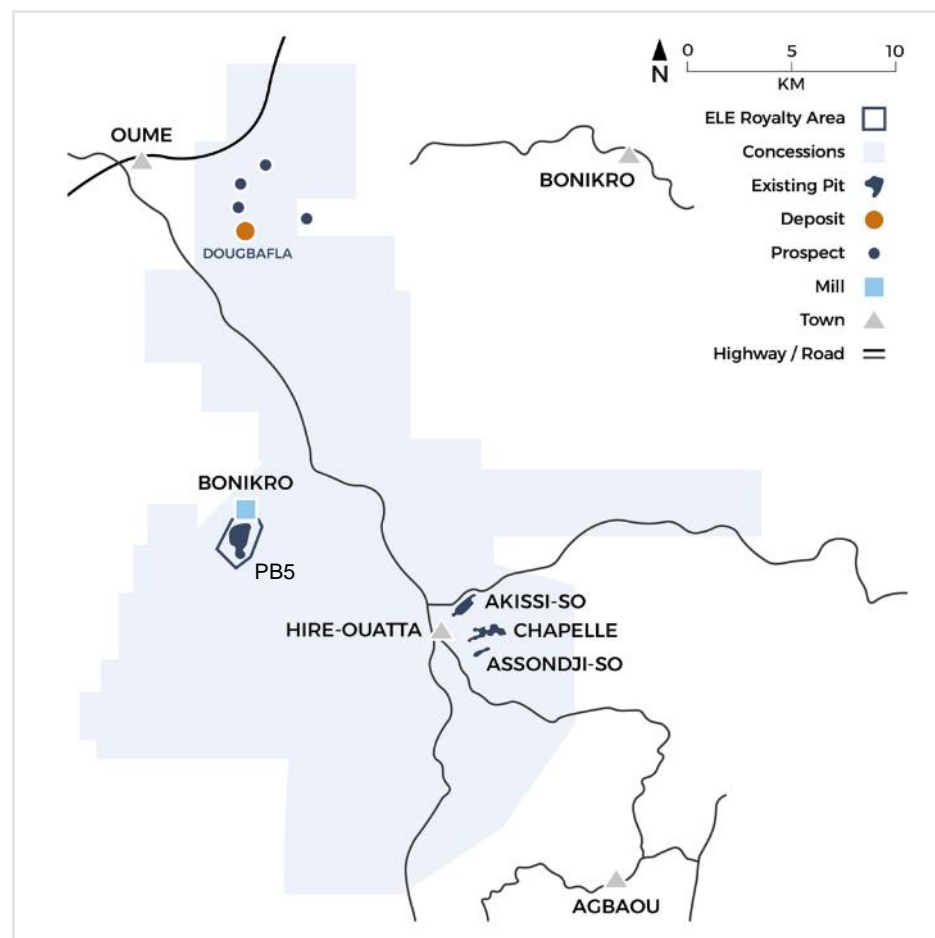 0 5 10
N
KM
ELE Royalty Area
Concessions
Existing Pit
Deposit
Prospect
Mill
Town
Highway / Road
OUME
BONIKRO
DOUGBAFLA
BONIKRO
PB5
AKISSI-SO
HIRE-OUATTA
CHAPELLE
ASSONDJI-SO
AGBAOU